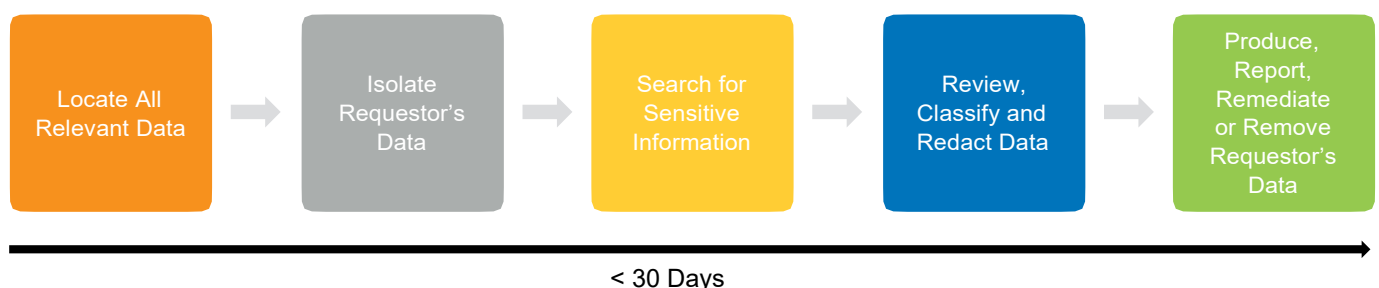 Locate All
Relevant Data
Isolate
Requestor's
Data
Search for
Sensitive
Information
Review,
Classify and
Redact Data
Produce,
Report,
Remediate
or Remove
Requestor's
Data
< 30 Days